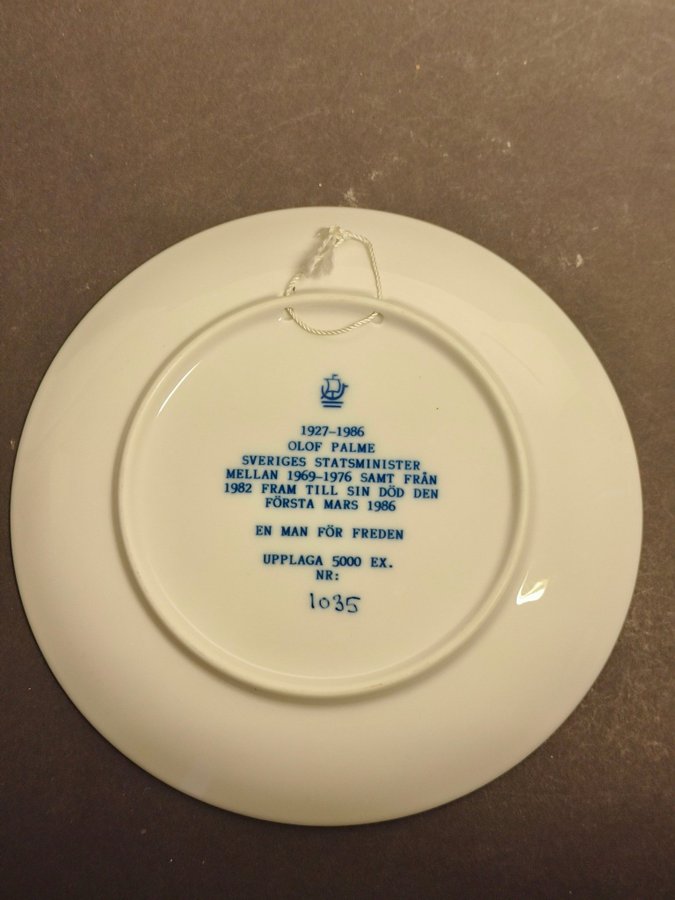 1927-1986
OLOF PALME
SVERIGES STATSMINISTER
MELLAN 1969-1976 SAMT FRÅN
1982 FRAM TILL SIN DÖD DEN
FÖRSTA MARS 1986
EN MAN FÖR FREDEN
UPPLAGA 5000 EX.
NR:
1035